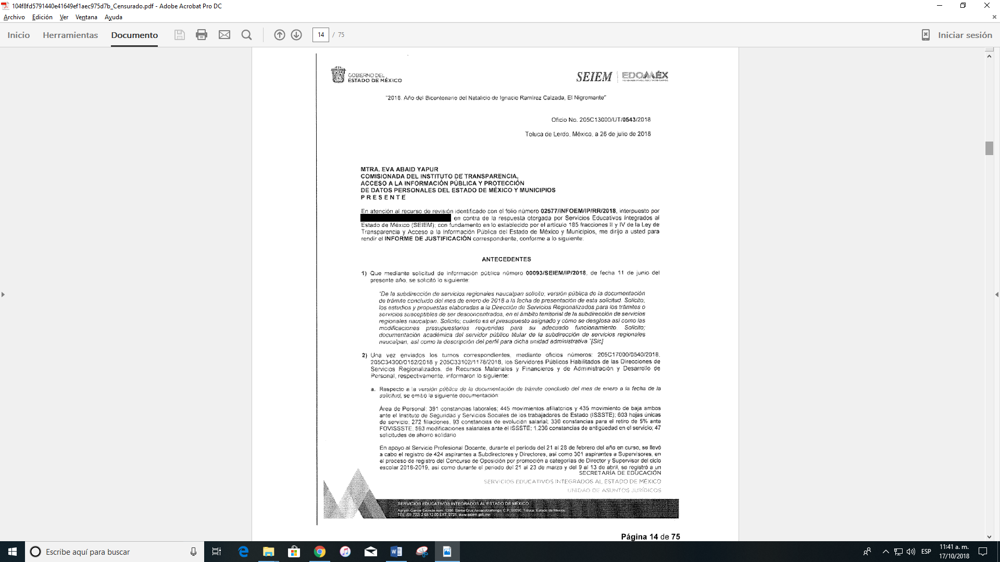 104f8fd5791440e41649ef1aec975d7b_Censurado.pdf - Adobe Acrobat Pro DC
Archivo Edición Ver Ventana Ayuda
Inicio Herramientas Documento 14 / 75 Iniciar sesión
GOBIERNO DEL
ESTADO DE MÉXICO
SEIEM EDOMÉX
"2018. Año del Bicentenario del Natalicio de Ignacio Ramírez Calzada, El Nigromante"
Oficio No. 205C13000/UT/0543/2018
Toluca de Lerdo, México, a 26 de julio de 2018
MTRA. EVA ABAID YAPUR
COMISIONADA DEL INSTITUTO DE TRANSPARENCIA,
ACCESO A LA INFORMACIÓN PÚBLICA Y PROTECCIÓN
DE DATOS PERSONALES DEL ESTADO DE MÉXICO Y MUNICIPIOS
P R E S E N T E
En atención al recurso de revisión identificado con el folio número 02577/INFOEM/IP/RR/2018, interpuesto por
en contra de la respuesta otorgada por Servicios Educativos Integrados al
Estado de México (SEIEM); con fundamento en lo establecido por el artículo 185 fracciones II y IV de la Ley de
Transparencia y Acceso a la Información Pública del Estado de México y Municipios, me dirijo a usted para
rendir el INFORME DE JUSTIFICACIÓN correspondiente, conforme a lo siguiente:
ANTECEDENTES
1) Que mediante solicitud de información pública número 00093/SEIEM/IP/2018, de fecha 11 de junio del
presente año, se solicitó lo siguiente:
"De la subdirección de servicios regionales naucalpan solicito; versión pública de la documentación
de trámite concluido del mes de enero de 2018 a la fecha de presentación de esta solicitud. Solicito;
los estudios y propuestas elaboradas a la Dirección de Servicios Regionalizados para los trámites o
servicios susceptibles de ser desconcentrados, en el ámbito territorial de la subdirección de servicios
regionales naucalpan. Solicito; cuánto es el presupuesto asignado y cómo se desglosa así como las
modificaciones presupuestarias requeridas para su adecuado funcionamiento. Solicito;
documentación académica del servidor público titular de la subdirección de servicios regionales
naucalpan, así como la descripción del perfil para dicha unidad administrativa."[Sic]
2) Una vez enviados los turnos correspondientes, mediante oficios números: 205C17000/0540/2018,
205C34300/0152/2018 y 205C33102/1178/2018, los Servidores Públicos Habilitados de las Direcciones de
Servicios Regionalizados, de Recursos Materiales y Financieros y de Administración y Desarrollo de
Personal, respectivamente, informaron lo siguiente:
a. Respecto a la versión pública de la documentación de trámite concluido del mes de enero a la fecha de la
solicitud, se emitió la siguiente documentación:
Área de Personal: 391 constancias laborales; 445 movimientos afiliatorios y 435 movimiento de baja ambos
ante el Instituto de Seguridad y Servicios Sociales de los trabajadores de Estado (ISSSTE); 603 hojas únicas
de servicio; 272 filiaciones, 93 constancias de evolución salarial; 330 constancias para el retiro de 5% ante
FOVISSSTE, 593 modificaciones salariales ante el ISSSTE; 1,236 constancias de antigüedad en el servicio; 47
solicitudes de ahorro solidario
En apoyo al Servicio Profesional Docente, durante el periodo del 21 al 28 de febrero del año en curso, se llevó
a cabo el registro de 424 aspirantes a Subdirectores y Directores, así como 301 aspirantes a Supervisores, en
el proceso de registro del Concurso de Oposición por promoción a categorías de Director y Supervisor del ciclo
escolar 2018-2019, así como durante el periodo del 21 al 23 de marzo y del 9 al 13 de abril, se registró a un
SECRETARÍA DE EDUCACIÓN
SERVICIOS EDUCATIVOS INTEGRADOS AL ESTADO DE MÉXICO
UNIDAD DE ASUNTOS JURÍDICOS
SERVICIOS EDUCATIVOS INTEGRADOS AL ESTADO DE MÉXICO
Agripín García Estrada núm. 1306, Santa Cruz Azcapotzaltongo, C.P. 50030, Toluca, Estado de México.
TEL: (01 722) 2 65 12 00 EXT. 0721, www.seiem.gob.mx
Página 14 de 75
Escribe aquí para buscar
ESP 11:41 a. m.
17/10/2018